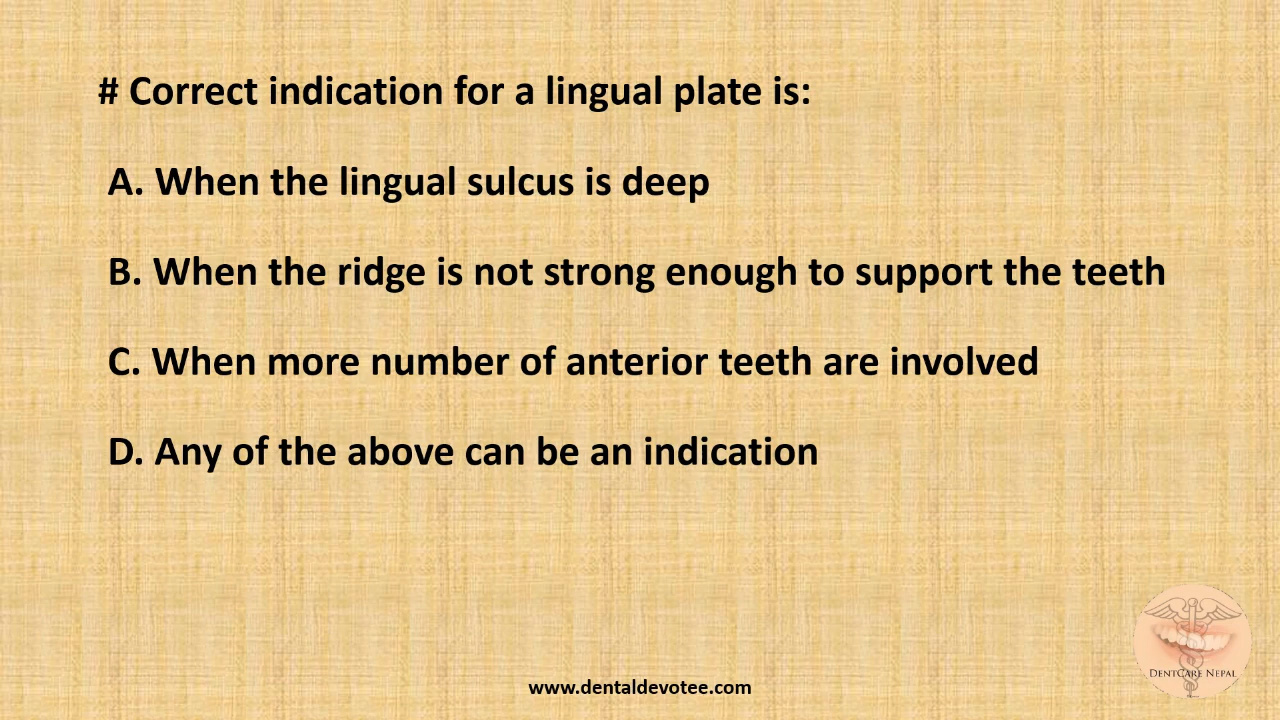 # Correct indication for a lingual plate is:
A. When the lingual sulcus is deep
B. When the ridge is not strong enough to support the teeth
C. When more number of anterior teeth are involved
D. Any of the above can be an indication
DentCare Nepal
www.dentaldevotee.com